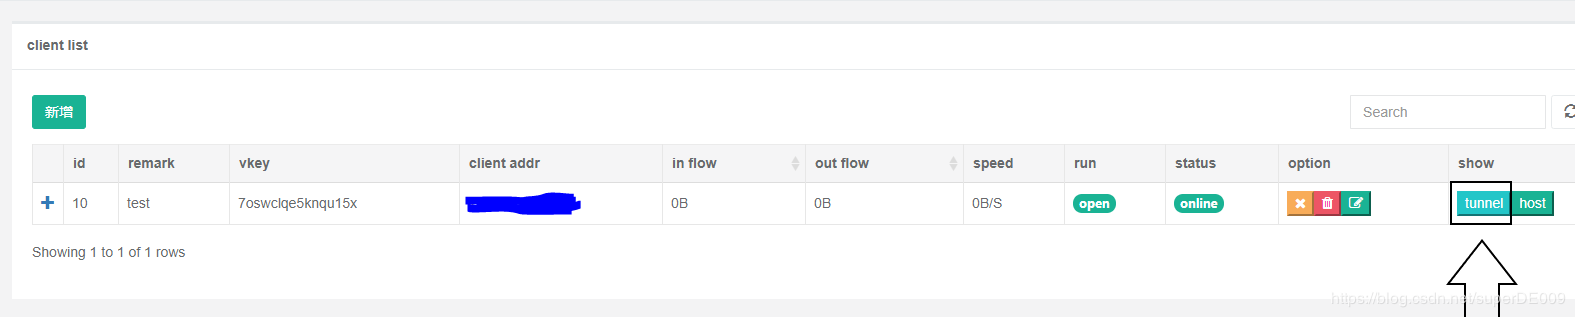 client list
新增
Search
id remark vkey client addr in flow out flow speed run status option show
10 test 7oswclqe5knqu15x 0B 0B 0B/S open online tunnel host
Showing 1 to 1 of 1 rows
https://blog.csdn.net/superDE009